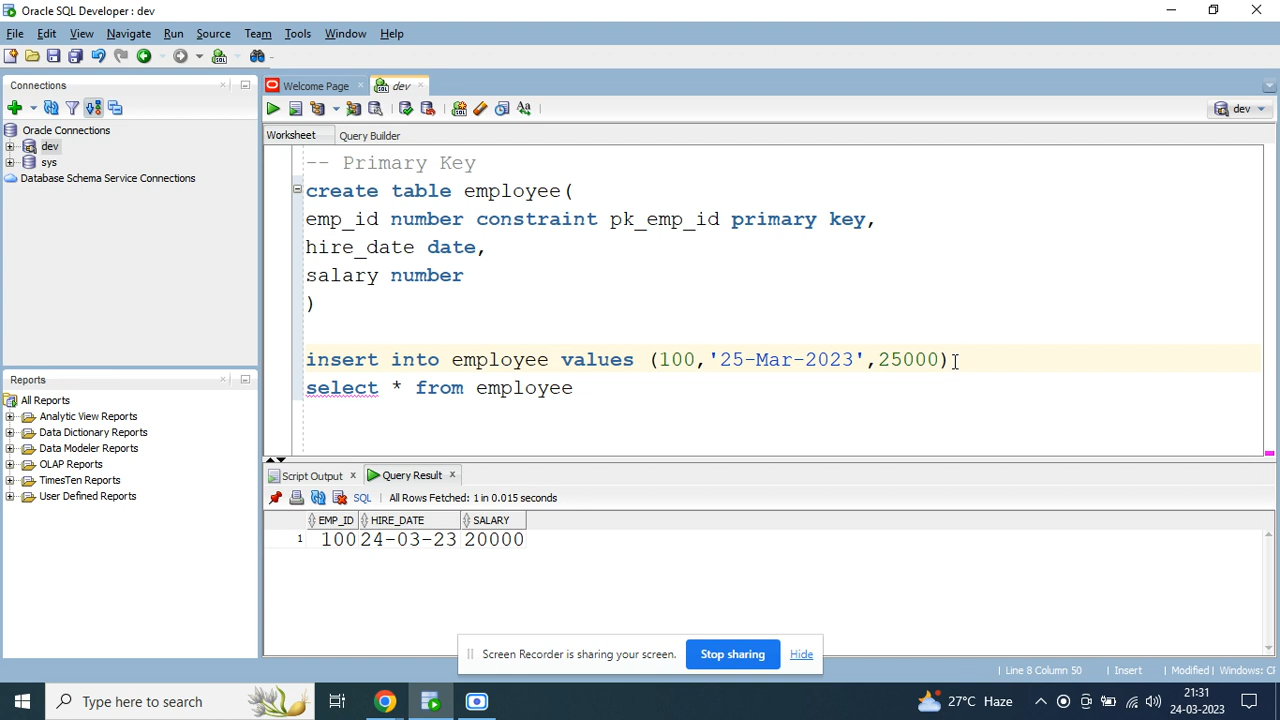 Oracle SQL Developer : dev
File Edit View Navigate Run Source Team Tools Window Help
Connections
Welcome Page
dev
dev
Worksheet
Query Builder
Oracle Connections
dev
sys
Database Schema Service Connections
-- Primary Key
create table employee(
emp_id number constraint pk_emp_id primary key,
hire_date date,
salary number
)
insert into employee values (100,'25-Mar-2023',25000)
select * from employee
Reports
All Reports
Analytic View Reports
Data Dictionary Reports
Data Modeler Reports
OLAP Reports
TimesTen Reports
User Defined Reports
Script Output
Query Result
SQL
All Rows Fetched: 1 in 0.015 seconds
EMP_ID HIRE_DATE SALARY
1 100 24-03-23 20000
Screen Recorder is sharing your screen.
Stop sharing
Hide
Line 8 Column 50
Insert
Modified
Windows: CF
Type here to search
27°C Haze
21:31
24-03-2023